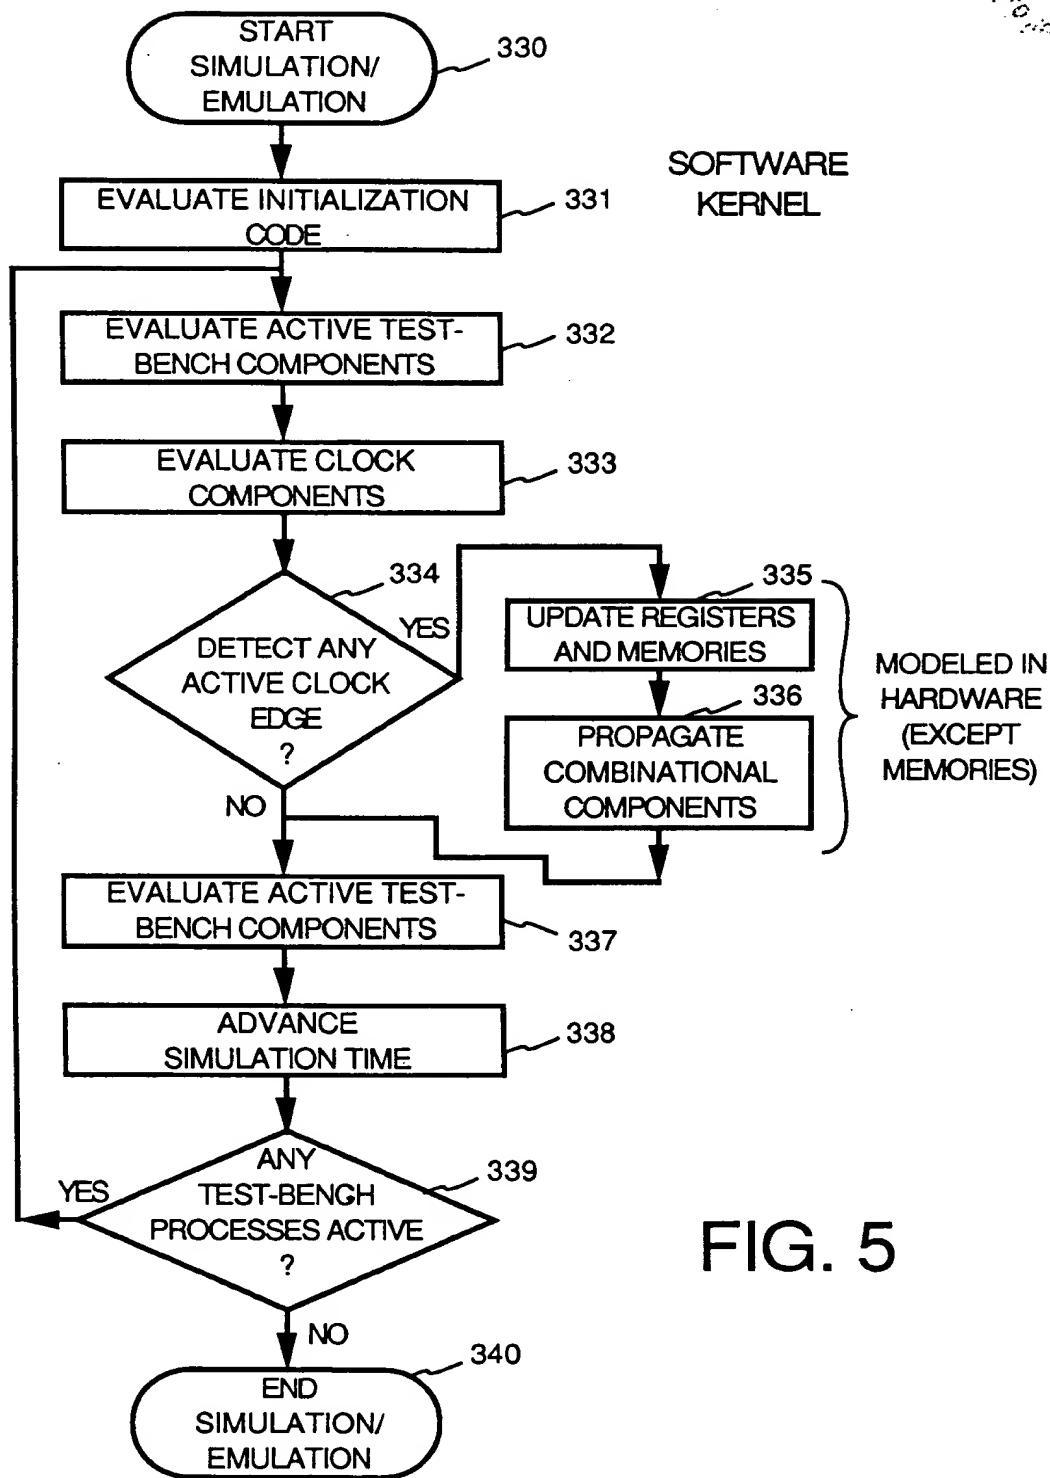 START
SIMULATION/
EMULATION
330
SOFTWARE
KERNEL
EVALUATE INITIALIZATION
CODE
331
EVALUATE ACTIVE TEST-
BENCH COMPONENTS
332
EVALUATE CLOCK
COMPONENTS
333
334
DETECT ANY
ACTIVE CLOCK
EDGE
?
YES
NO
335
UPDATE REGISTERS
AND MEMORIES
336
PROPAGATE
COMBINATIONAL
COMPONENTS
MODELED IN
HARDWARE
(EXCEPT
MEMORIES)
EVALUATE ACTIVE TEST-
BENCH COMPONENTS
337
ADVANCE
SIMULATION TIME
338
ANY
TEST-BENCH
PROCESSES ACTIVE
?
339
YES
NO
FIG. 5
340
END
SIMULATION/
EMULATION